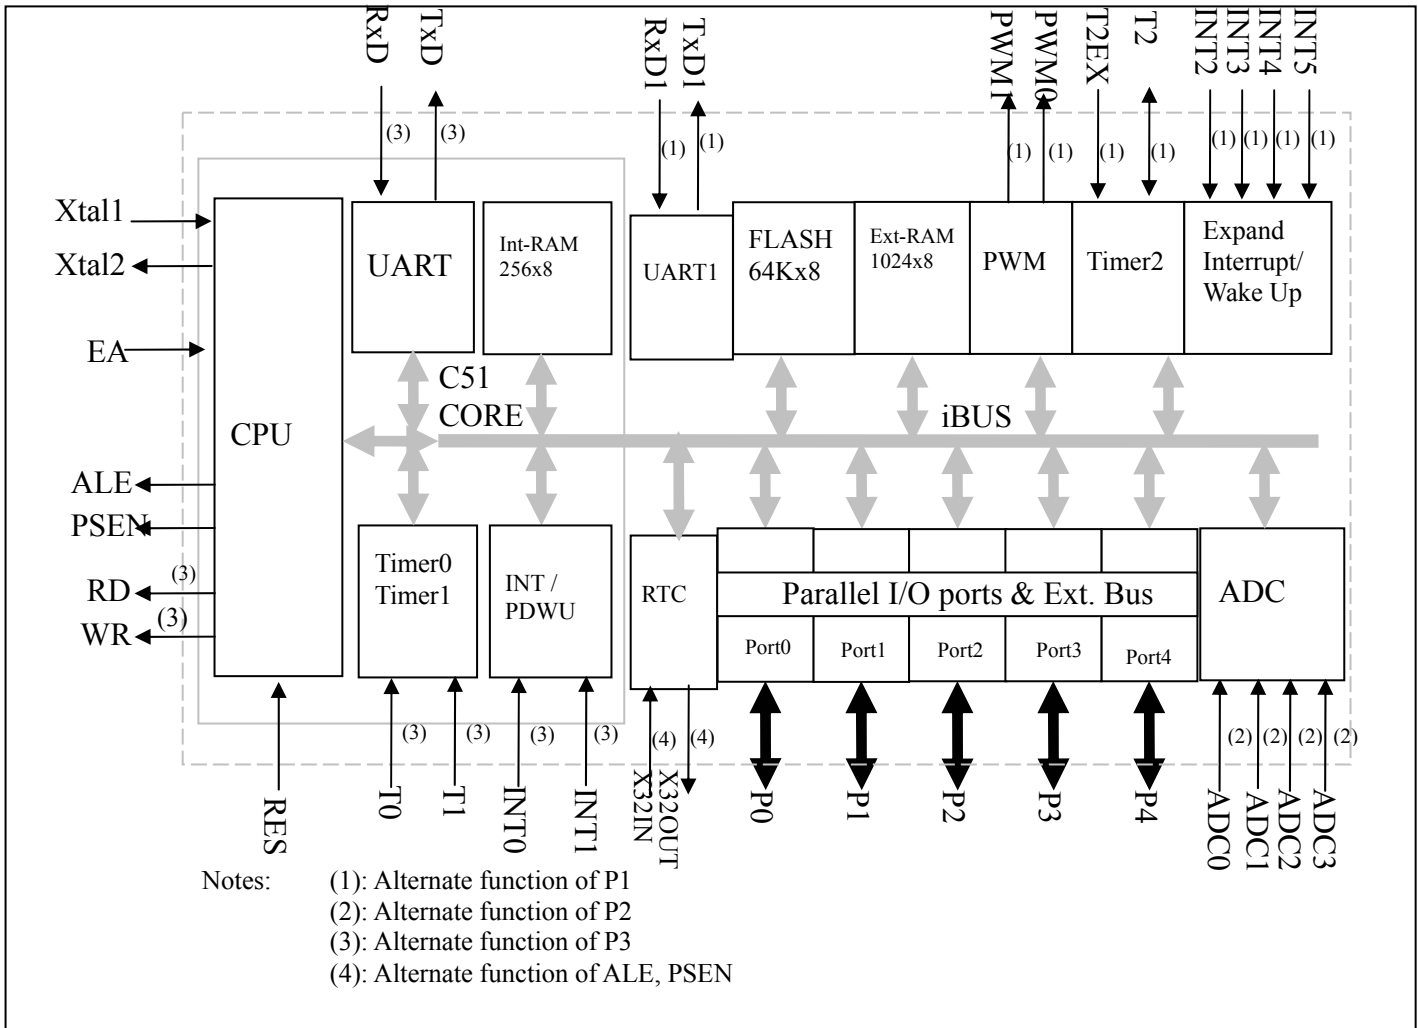 RxD
TxD
RxD1
TxD1
PWM1
PWM0
T2EX
T2
INT2
INT3
INT4
INT5
(3)
(3)
(1)
(1)
(1)
(1)
(1)
(1)
(1)
(1)
(1)
(1)
Xtal1
Xtal2
EA
ALE
PSEN
RD
(3)
WR
(3)
CPU
UART
Int-RAM
256x8
C51
CORE
UART1
FLASH
64Kx8
Ext-RAM
1024x8
PWM
Timer2
Expand
Interrupt/
Wake Up
iBUS
Timer0
Timer1
INT /
PDWU
RTC
Parallel I/O ports & Ext. Bus
Port0
Port1
Port2
Port3
Port4
ADC
(3)
(3)
(3)
(3)
(4)
(4)
(2)
(2)
(2)
(2)
RES
T0
T1
INT0
INT1
X32IN
X32OUT
P0
P1
P2
P3
P4
ADC0
ADC1
ADC2
ADC3
Notes:
(1): Alternate function of P1
(2): Alternate function of P2
(3): Alternate function of P3
(4): Alternate function of ALE, PSEN